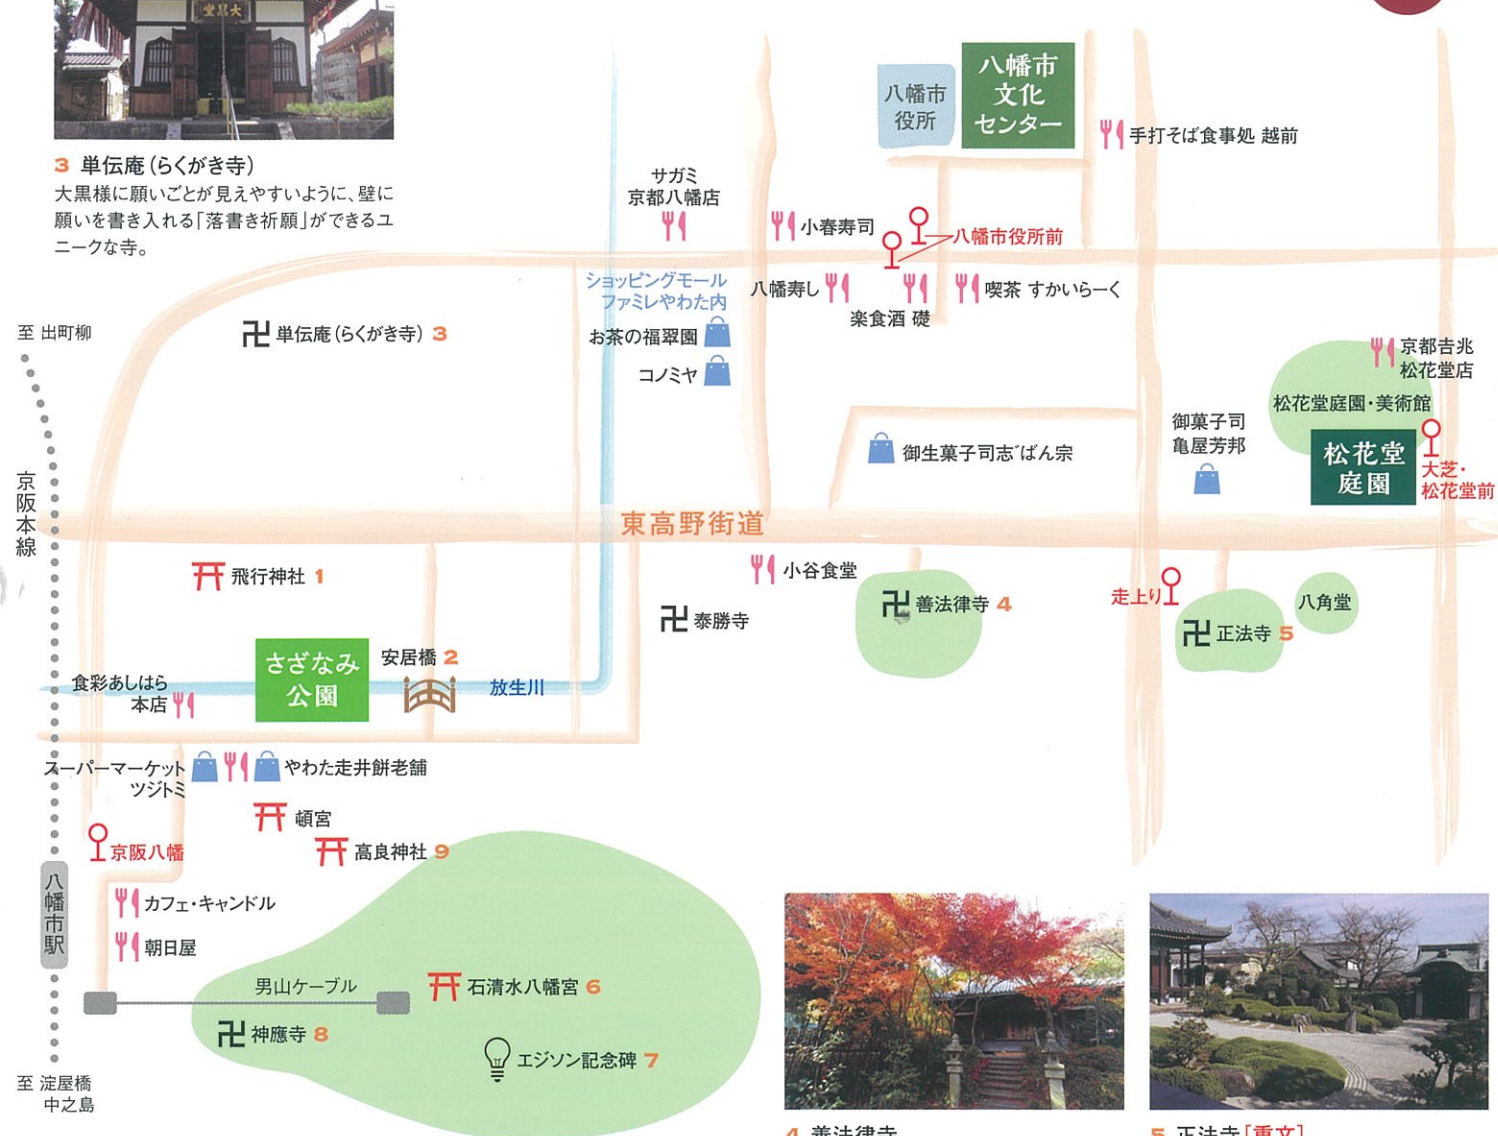 大黒堂
3 単伝庵（らくがき寺）
大黒様に願いごとが見えやすいように、壁に
願いを書き入れる「落書き祈願」ができるユ
ニークな寺。
八幡市
役所
八幡市
文化
センター
手打そば食事処 越前
サガミ
京都八幡店
小春寿司
八幡市役所前
ショッピングモール
ファミレやわた内
八幡寿し
喫茶 すかいらーく
楽食酒 礎
お茶の福翠園
コノミヤ
至 出町柳
卍 単伝庵（らくがき寺） 3
京都吉兆
松花堂店
松花堂庭園・美術館
御菓子司
亀屋芳邦
松花堂
庭園
大芝・
松花堂前
御生菓子司志゛ばん宗
京阪本線
東高野街道
飛行神社 1
小谷食堂
卍 泰勝寺
卍 善法律寺 4
走上り
卍 正法寺 5
八角堂
さざなみ
公園
安居橋 2
放生川
食彩あしはら
本店
スーパーマーケット
ツジトミ
やわた走井餅老舗
頓宮
高良神社 9
京阪八幡
八幡市駅
カフェ・キャンドル
朝日屋
男山ケーブル
石清水八幡宮 6
卍 神應寺 8
エジソン記念碑 7
至 淀屋橋
中之島
4 善法律寺
5 正法寺［重文］